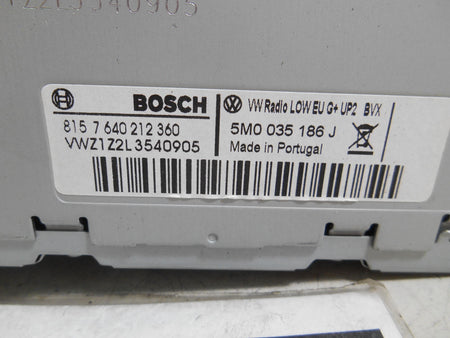 Z2L3540905
BOSCH
VW Radio LOW EU G+ UP2 BVX
815 7 640 212 360
5M0 035 186 J
VWZ1Z2L3540905
Made in Portugal